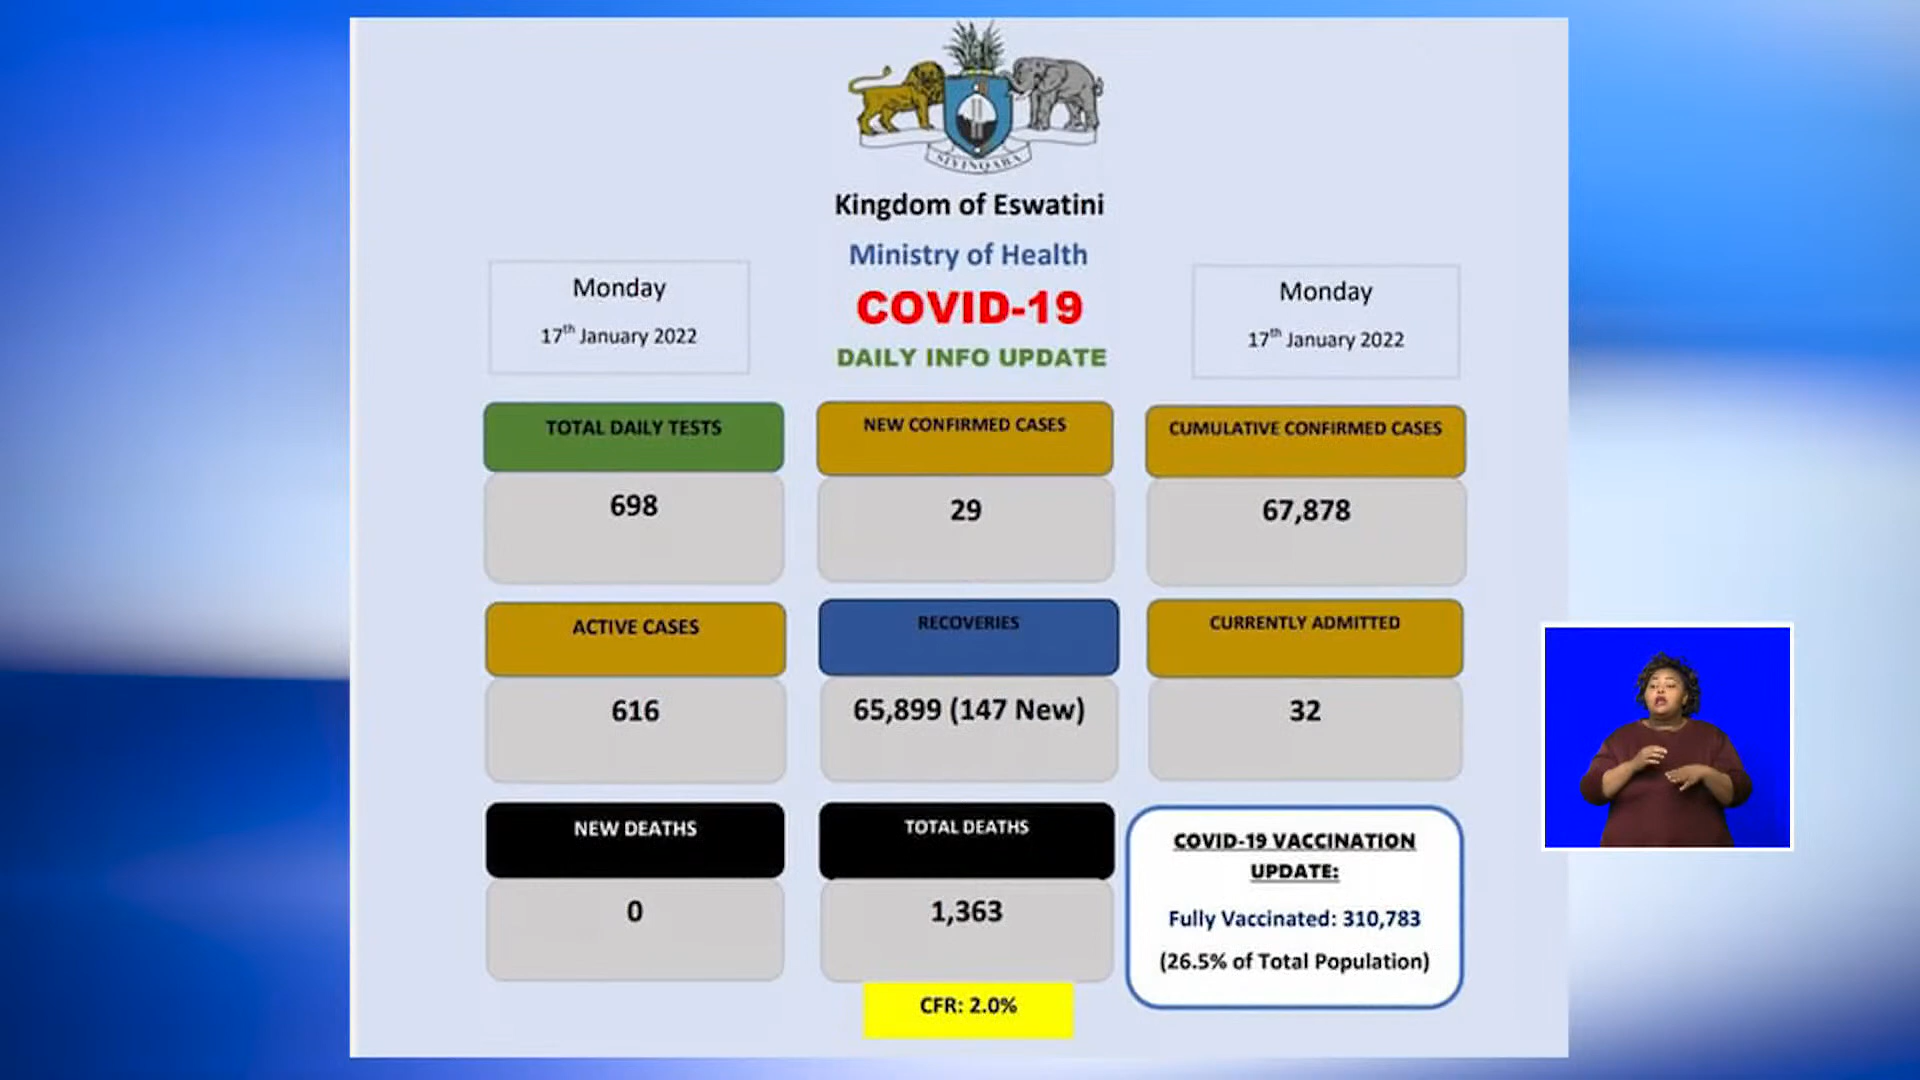 SIYINQABA
Kingdom of Eswatini
Ministry of Health
COVID-19
DAILY INFO UPDATE
Monday
17th January 2022
Monday
17th January 2022
TOTAL DAILY TESTS
698
NEW CONFIRMED CASES
29
CUMULATIVE CONFIRMED CASES
67,878
ACTIVE CASES
616
RECOVERIES
65,899 (147 New)
CURRENTLY ADMITTED
32
NEW DEATHS
0
TOTAL DEATHS
1,363
CFR: 2.0%
COVID-19 VACCINATION
UPDATE:
Fully Vaccinated: 310,783
(26.5% of Total Population)